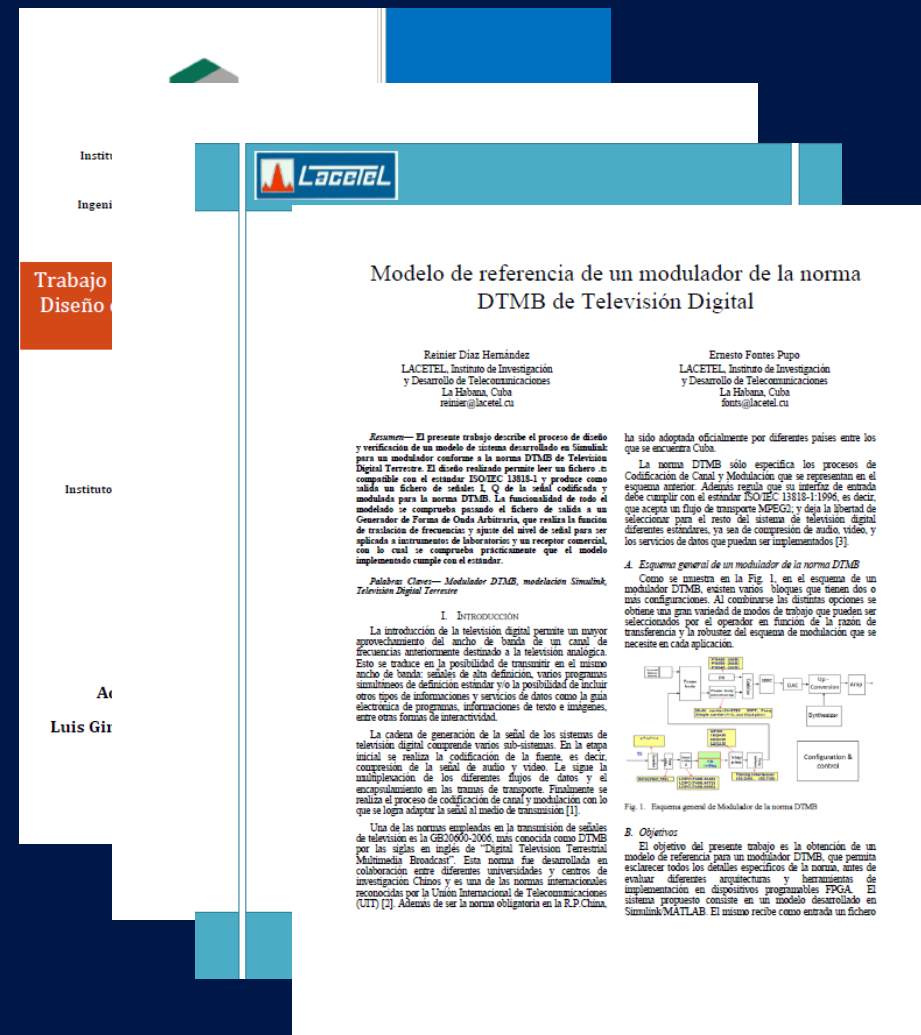 Institu
Ingeni
Trabajo
Diseño
Instituto
Luis Gir
LACETEL
Modelo de referencia de un modulador de la norma
DTMB de Televisión Digital
Reinier Díaz Hernández
LACETEL, Instituto de Investigación
y Desarrollo de Telecomunicaciones
La Habana, Cuba
reinier@lacetel.cu
Ernesto Fontes Pupo
LACETEL, Instituto de Investigación
y Desarrollo de Telecomunicaciones
La Habana, Cuba
fonts@lacetel.cu
Resumen— El presente trabajo describe el proceso de diseño
y verificación de un modelo de sistema desarrollado en Simulink
para un modulador conforme a la norma DTMB de Televisión
Digital Terrestre. El diseño realizado permite leer un fichero .ts
compatible con el estándar ISO/IEC 13818-1 y produce como
salida un fichero de señales I, Q de la señal codificada y
modulada para la norma DTMB. La funcionalidad de todo el
modelado se comprueba pasando el fichero de salida a un
Generador de Forma de Onda Arbitraria, que realiza la función
de traslación de frecuencias y ajuste del nivel de señal para ser
aplicada a instrumentos de laboratorios y un receptor comercial,
con lo cual se comprueba prácticamente que el modelo
implementado cumple con el estándar.
Palabras Claves— Modulador DTMB, modelación Simulink,
Televisión Digital Terrestre
I. INTRODUCCIÓN
La introducción de la televisión digital permite un mayor
aprovechamiento del ancho de banda de un canal de
frecuencias anteriormente destinado a la televisión analógica.
Esto se traduce en la posibilidad de transmitir en el mismo
ancho de banda: señales de alta definición, varios programas
simultáneos de definición estándar y/o la posibilidad de incluir
otros tipos de informaciones y servicios de datos como la guía
electrónica de programas, informaciones de texto e imágenes,
entre otras formas de interactividad.
La cadena de generación de la señal de los sistemas de
televisión digital comprende varios sub-sistemas. En la etapa
inicial se realiza la codificación de la fuente, es decir,
compresión de la señal de audio y video. Le sigue la
multiplexación de los diferentes flujos de datos y el
encapsulamiento en las tramas de transporte. Finalmente se
realiza el proceso de codificación de canal y modulación con lo
que se logra adaptar la señal al medio de transmisión [1].
Una de las normas empleadas en la transmisión de señales
de televisión es la GB20600-2006, más conocida como DTMB
por las siglas en inglés de “Digital Television Terrestrial
Multimedia Broadcast”. Esta norma fue desarrollada en
colaboración entre diferentes universidades y centros de
investigación Chinos y es una de las normas internacionales
reconocidas por la Unión Internacional de Telecomunicaciones
(UIT) [2]. Además de ser la norma obligatoria en la R.P.China,
ha sido adoptada oficialmente por diferentes países entre los
que se encuentra Cuba.
La norma DTMB sólo especifica los procesos de
Codificación de Canal y Modulación que se representan en el
esquema anterior. Además regula que su interfaz de entrada
debe cumplir con el estándar ISO/IEC 13818-1:1996, es decir,
que acepta un flujo de transporte MPEG2; y deja la libertad de
seleccionar para el resto del sistema de televisión digital
diferentes estándares, ya sea de compresión de audio, video, y
los servicios de datos que puedan ser implementados [3].
A. Esquema general de un modulador de la norma DTMB
Como se muestra en la Fig. 1, en el esquema de un
modulador DTMB, existen varios bloques que tienen dos o
más configuraciones. Al combinarse las distintas opciones se
obtiene una gran variedad de modos de trabajo que pueden ser
seleccionados por el operador en función de la razón de
transferencia y la robustez del esquema de modulación que se
necesite en cada aplicación.
DAC
Up -
Conversion
Amp
Synthesizer
Configuration &
control
Fig. 1. Esquema general de Modulador de la norma DTMB
B. Objetivos
El objetivo del presente trabajo es la obtención de un
modelo de referencia para un modulador DTMB, que permita
esclarecer todos los detalles específicos de la norma, antes de
evaluar diferentes arquitecturas y herramientas de
implementación en dispositivos programables FPGA. El
sistema propuesto consiste en un modelo desarrollado en
Simulink/MATLAB. El mismo recibe como entrada un fichero